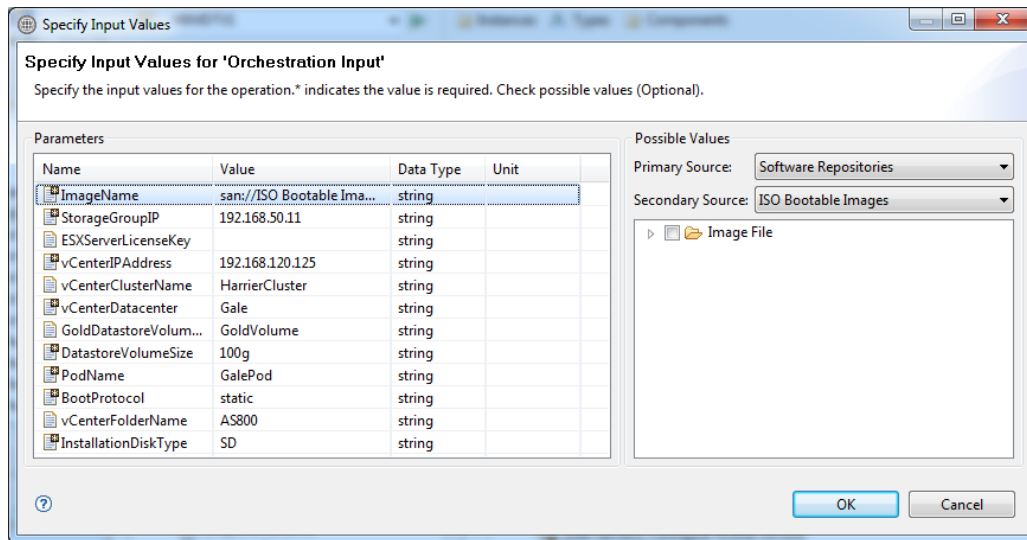 Specify Input Values
Instances
Types
Components
Specify Input Values for 'Orchestration Input'
Specify the input values for the operation.* indicates the value is required. Check possible values (Optional).
Parameters
Name Value Data Type Unit
ImageName san://ISO Bootable Ima... string
StorageGroupIP 192.168.50.11 string
ESXServerLicenseKey string
vCenterIPAddress 192.168.120.125 string
vCenterClusterName HarrierCluster string
vCenterDatacenter Gale string
GoldDatastoreVolum... GoldVolume string
DatastoreVolumeSize 100g string
PodName GalePod string
BootProtocol static string
vCenterFolderName AS800 string
InstallationDiskType SD string
Possible Values
Primary Source: Software Repositories
Secondary Source: ISO Bootable Images
Image File
OK Cancel